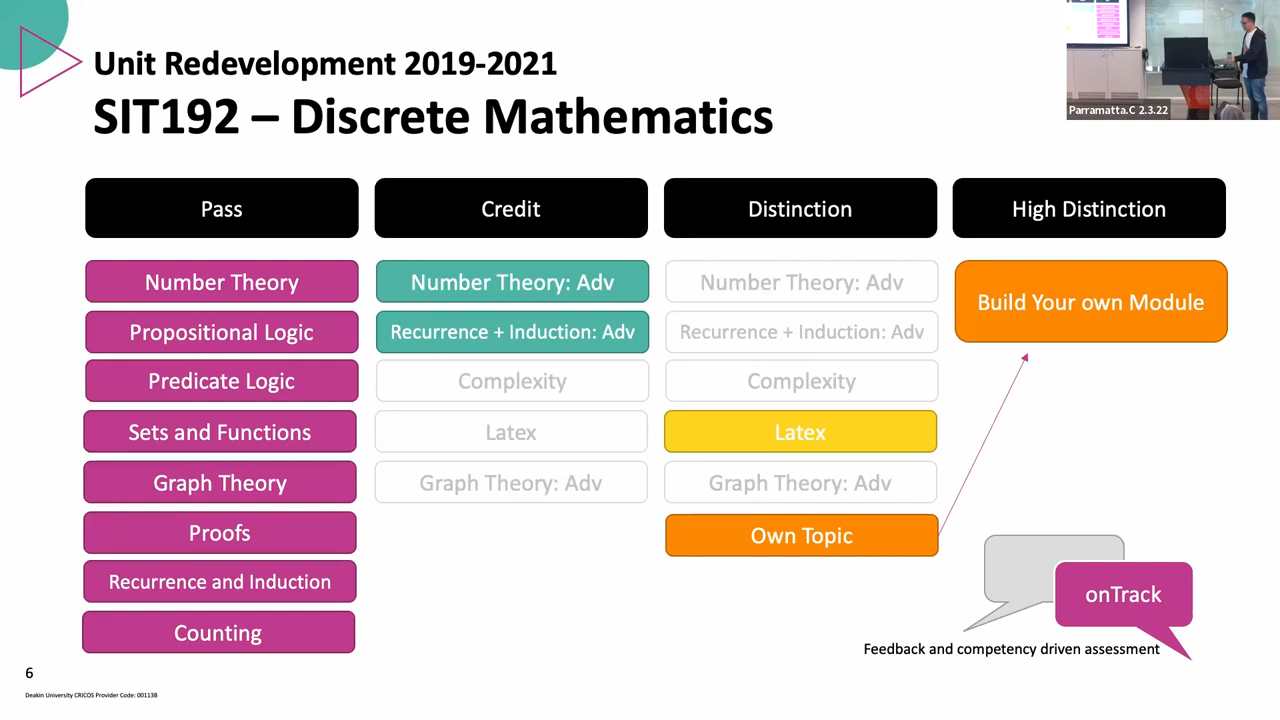 Unit Redevelopment 2019-2021
SIT192 – Discrete Mathematics
Parramatta.C 2.3.22
Pass
Credit
Distinction
High Distinction
Number Theory
Number Theory: Adv
Number Theory: Adv
Build Your own Module
Propositional Logic
Recurrence + Induction: Adv
Recurrence + Induction: Adv
Predicate Logic
Complexity
Complexity
Sets and Functions
Latex
Latex
Graph Theory
Graph Theory: Adv
Graph Theory: Adv
Proofs
Own Topic
Recurrence and Induction
onTrack
Counting
Feedback and competency driven assessment
6
Deakin University CRICOS Provider Code: 00113B